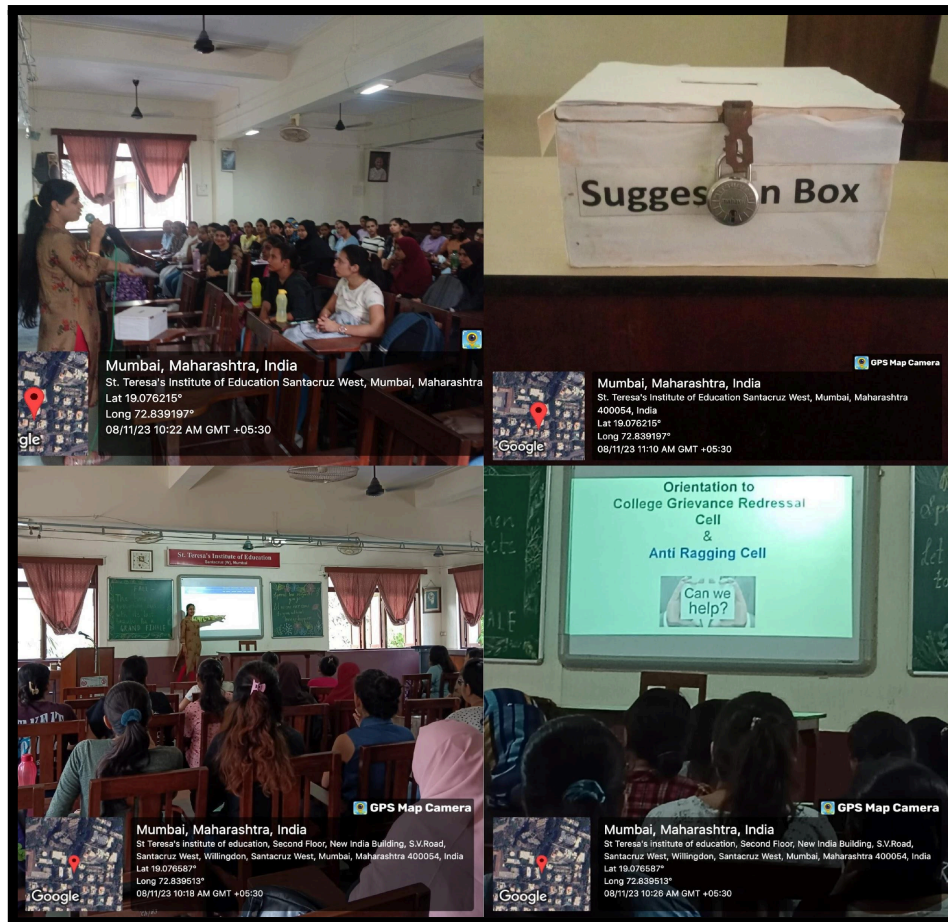 Mumbai, Maharashtra, India
St. Teresa's Institute of Education Santacruz West, Mumbai, Maharashtra
Lat 19.076215°
Long 72.839197°
08/11/23 10:22 AM GMT +05:30
gle
Sugges n Box
GPS Map Camera
Mumbai, Maharashtra, India
St. Teresa's Institute of Education Santacruz West, Mumbai, Maharashtra
400054, India
Lat 19.076215°
Long 72.839197°
08/11/23 11:10 AM GMT +05:30
Google
St. Teresa's Institute of Education
Santacruz (W), Mumbai
GRAND FINALE
GPS Map Camera
Mumbai, Maharashtra, India
St Teresa's institute of education, Second Floor, New India Building, S.V.Road,
Santacruz West, Willingdon, Santacruz West, Mumbai, Maharashtra 400054, India
Lat 19.076587°
Long 72.839513°
08/11/23 10:18 AM GMT +05:30
Google
Orientation to
College Grievance Redressal
Cell
&
Anti Ragging Cell
Can we
help?
GPS Map Camera
Mumbai, Maharashtra, India
St Teresa's institute of education, Second Floor, New India Building, S.V.Road,
Santacruz West, Willingdon, Santacruz West, Mumbai, Maharashtra 400054, India
Lat 19.076587°
Long 72.839513°
08/11/23 10:26 AM GMT +05:30
Google